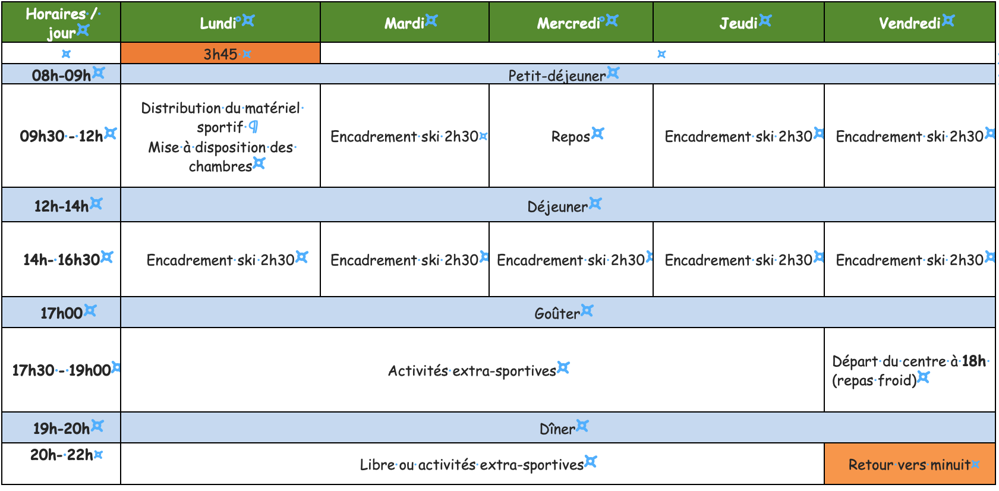 Horaires /
jour
Lundi
Mardi
Mercredi
Jeudi
Vendredi
3h45
08h-09h
Petit-déjeuner
09h30 - 12h
Distribution du matériel
sportif ¶
Mise à disposition des
chambres
Encadrement ski 2h30
Repos
Encadrement ski 2h30
Encadrement ski 2h30
12h-14h
Déjeuner
14h- 16h30
Encadrement ski 2h30
Encadrement ski 2h30
Encadrement ski 2h30
Encadrement ski 2h30
Encadrement ski 2h30
17h00
Goûter
17h30 - 19h00
Activités extra-sportives
Départ du centre à 18h
(repas froid)
19h-20h
Dîner
20h- 22h
Libre ou activités extra-sportives
Retour vers minuit